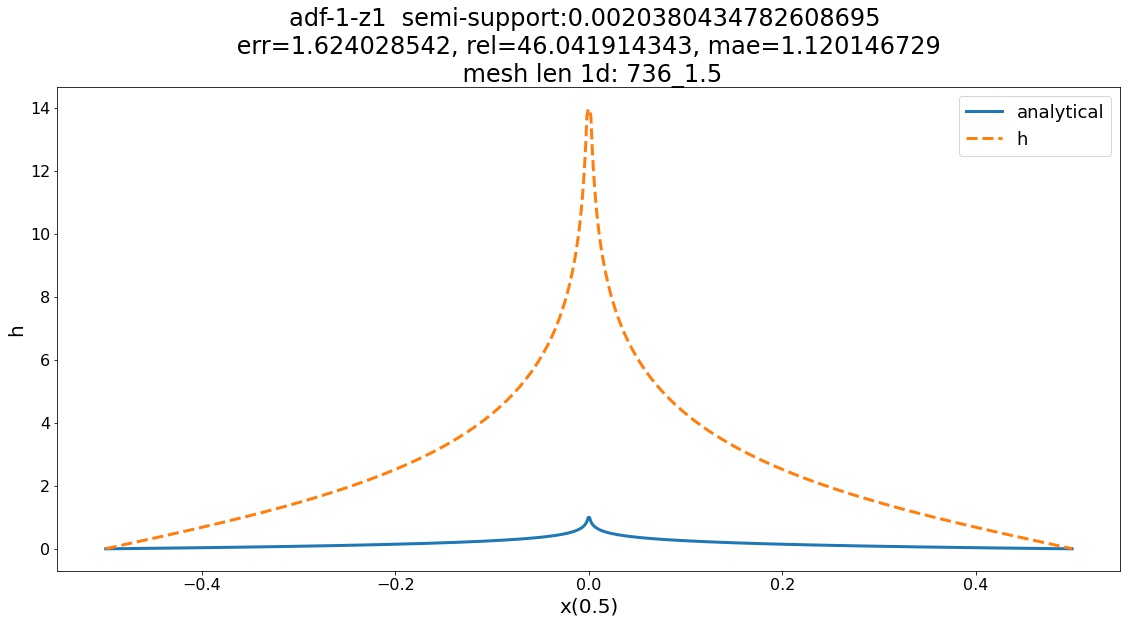 adf-1-z1  semi-support:0.0020380434782608695
err=1.624028542, rel=46.041914343, mae=1.120146729
mesh len 1d: 736_1.5
analytical
h
14
12
10
8
6
4
2
0
h
−0.4
−0.2
0.0
0.2
0.4
x(0.5)